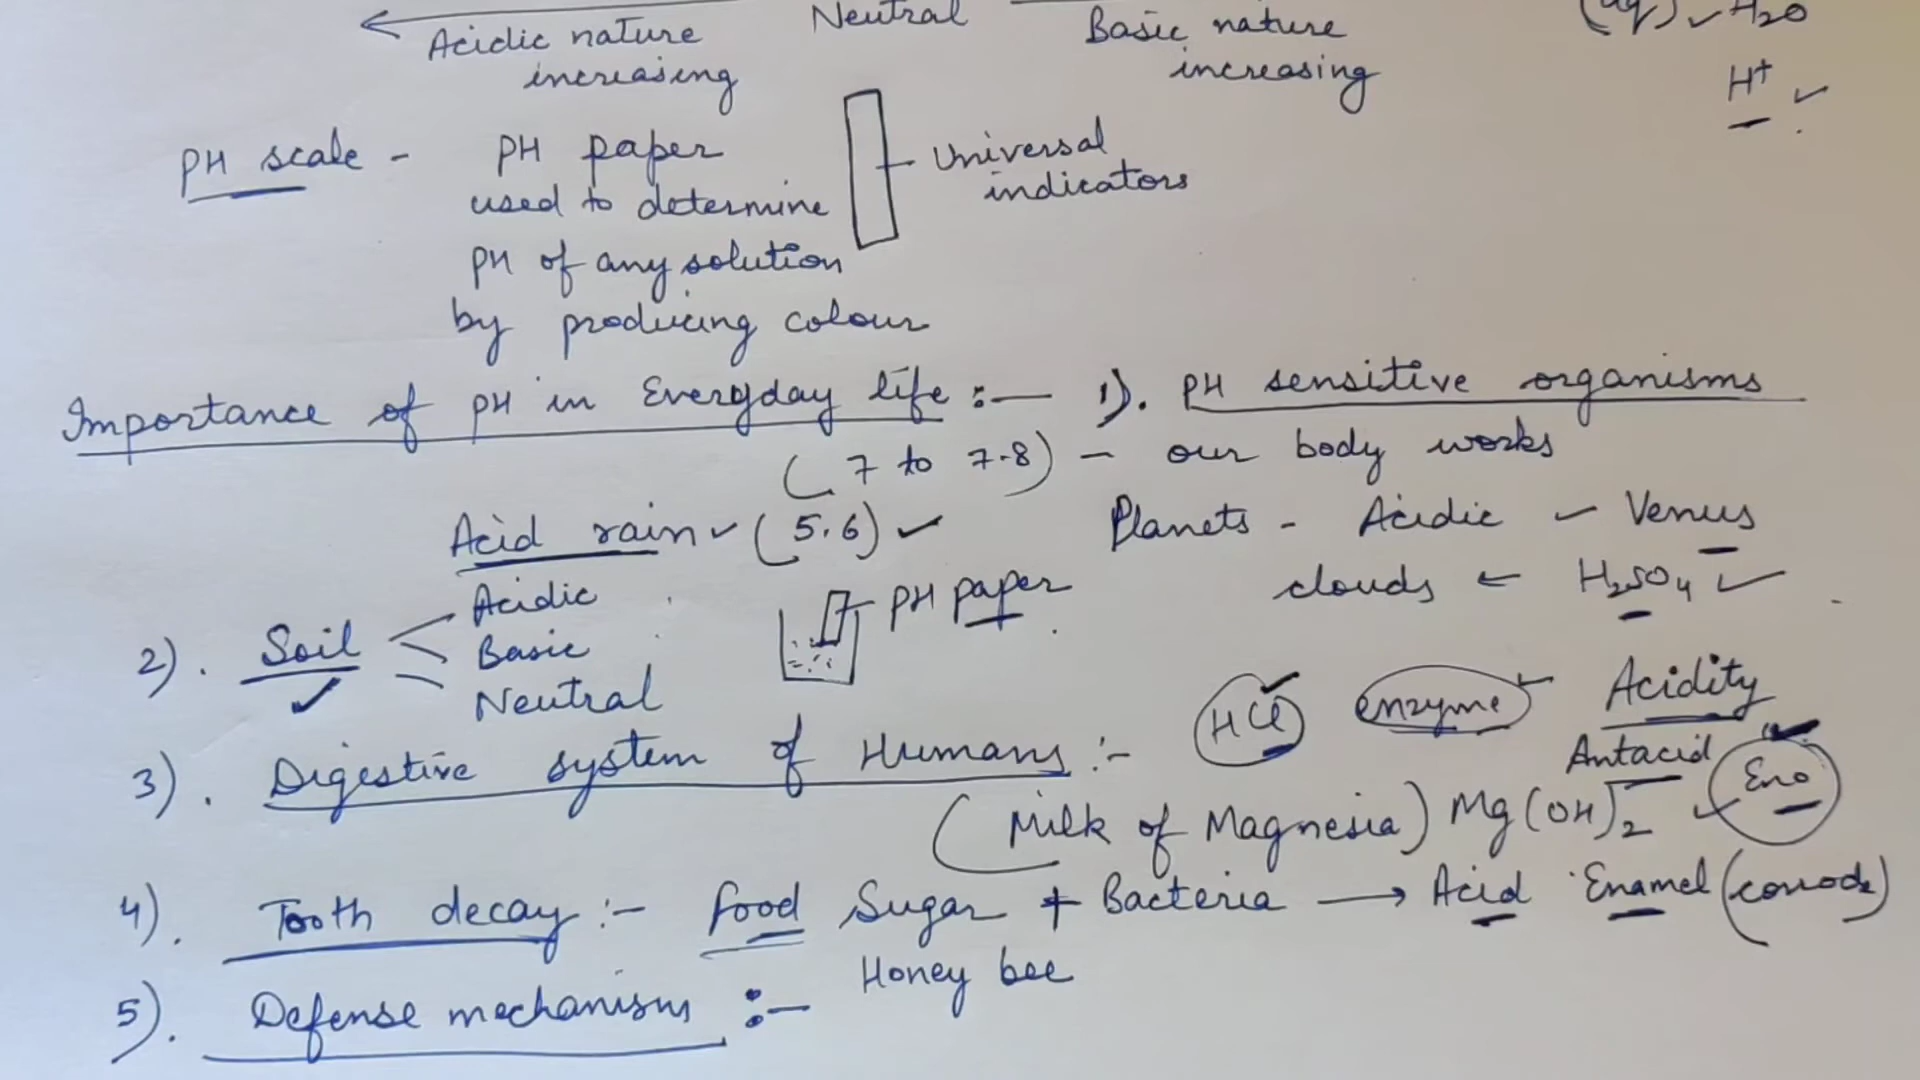 Acidic nature increasing
Neutral
Basic nature increasing
(aq) H2O
H+
PH scale - PH paper
used to determine
PH of any solution
by producing colour
Universal indicators
Importance of PH in Everyday life :— 1). PH sensitive organisms
(7 to 7.8) - our body works
Acid rain (5.6)
Planets - Acidic - Venus
clouds ← H2SO4
2). Soil
Acidic
Basic
Neutral
PH paper
3). Digestive system of Humans :- HCl enzyme Acidity
Antacid
(Milk of Magnesia) Mg(OH)2 Eno
4). Tooth decay :- food Sugar + Bacteria → Acid Enamel (corrode)
5). Defense mechanism :- Honey bee